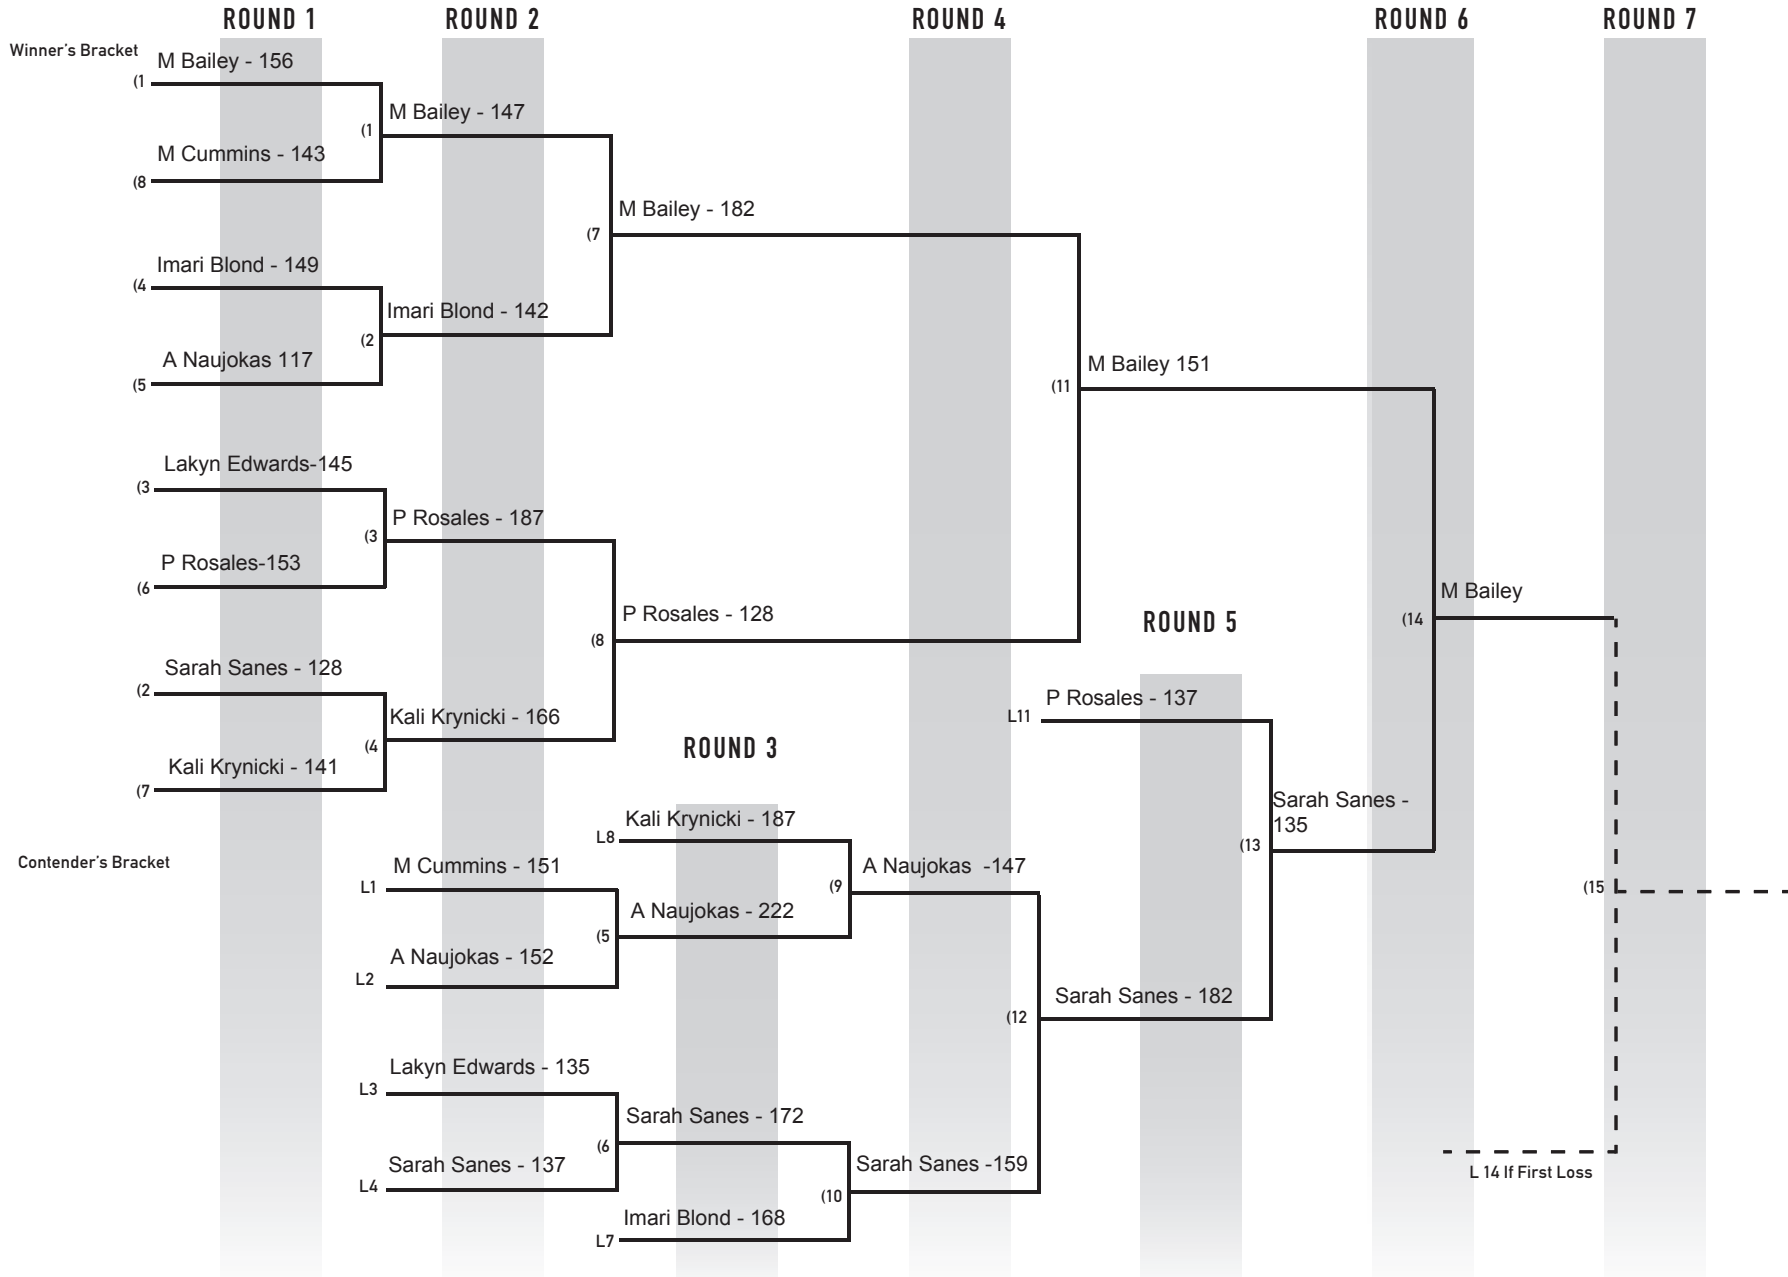 ROUND 1
ROUND 2
ROUND 4
ROUND 6
ROUND 7
Winner's Bracket
M Bailey - 156
(1
M Bailey - 147
(1
M Cummins - 143
(8
M Bailey - 182
(7
Imari Blond - 149
(4
Imari Blond - 142
(2
A Naujokas 117
(5
M Bailey 151
(11
Lakyn Edwards-145
(3
P Rosales - 187
(3
P Rosales-153
(6
M Bailey
(14
P Rosales - 128
(8
ROUND 5
Sarah Sanes - 128
(2
P Rosales - 137
L11
Kali Krynicki - 166
(4
ROUND 3
Kali Krynicki - 141
(7
Sarah Sanes -
135
(13
Kali Krynicki - 187
L8
Contender's Bracket
M Cummins - 151
L1
A Naujokas  -147
(9
(15
A Naujokas - 222
(5
A Naujokas - 152
L2
Sarah Sanes - 182
(12
Lakyn Edwards - 135
L3
Sarah Sanes - 172
(6
Sarah Sanes - 137
L4
Sarah Sanes -159
(10
L 14 If First Loss
Imari Blond - 168
L7